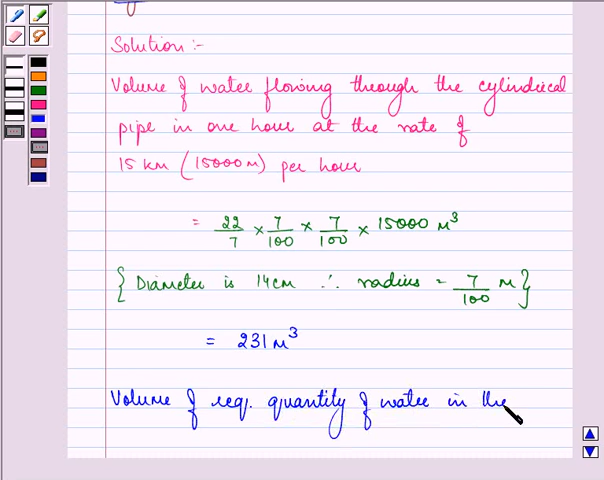 Solution :-
Volume of water flowing through the cylindrical
pipe in one hour at the rate of
15 km (15000 M) per hour
= 22/7 × 7/100 × 7/100 × 15000 M³
{ Diameter is 14 cm ∴ radius = 7/100 M }
= 231 M³
Volume of req. quantity of water in the